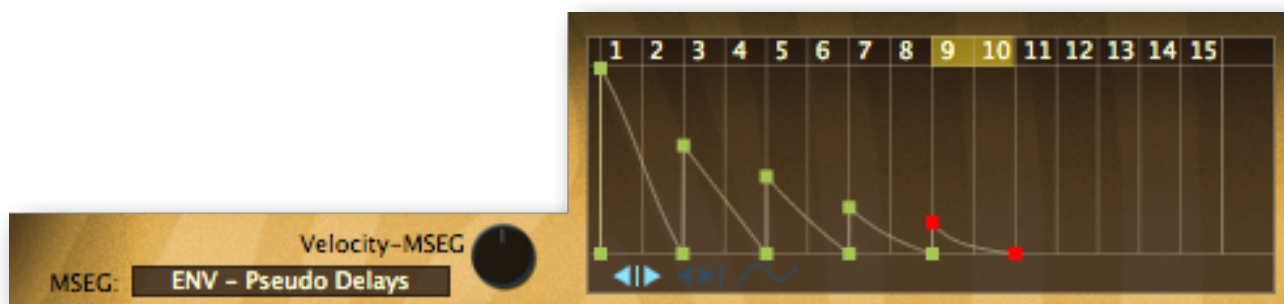 1 2 3 4 5 6 7 8 9 10 11 12 13 14 15
Velocity-MSEG
MSEG: ENV - Pseudo Delays